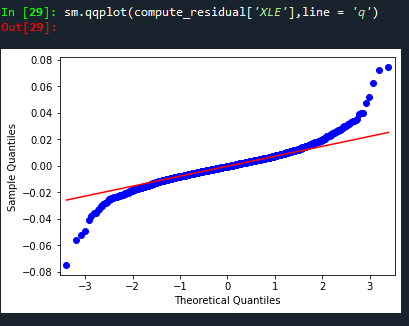 In [29]: sm.qqplot(compute_residual['XLE'],line = 'q')
Out[29]:
0.08
0.06
0.04
0.02
0.00
−0.02
−0.04
−0.06
−0.08
Sample Quantiles
−3 −2 −1 0 1 2 3
Theoretical Quantiles